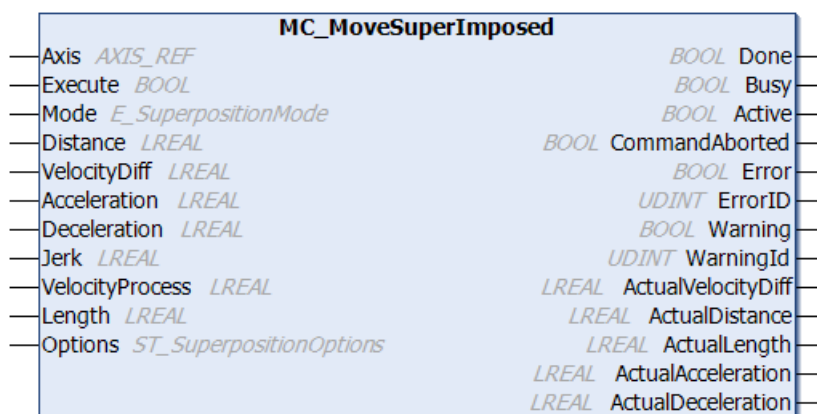 MC_MoveSuperImposed
Axis AXIS_REF BOOL Done
Execute BOOL BOOL Busy
Mode E_SuperpositionMode BOOL Active
Distance LREAL BOOL CommandAborted
VelocityDiff LREAL BOOL Error
Acceleration LREAL UDINT ErrorID
Deceleration LREAL BOOL Warning
Jerk LREAL UDINT WarningId
VelocityProcess LREAL LREAL ActualVelocityDiff
Length LREAL LREAL ActualDistance
Options ST_SuperpositionOptions LREAL ActualLength
LREAL ActualAcceleration
LREAL ActualDeceleration